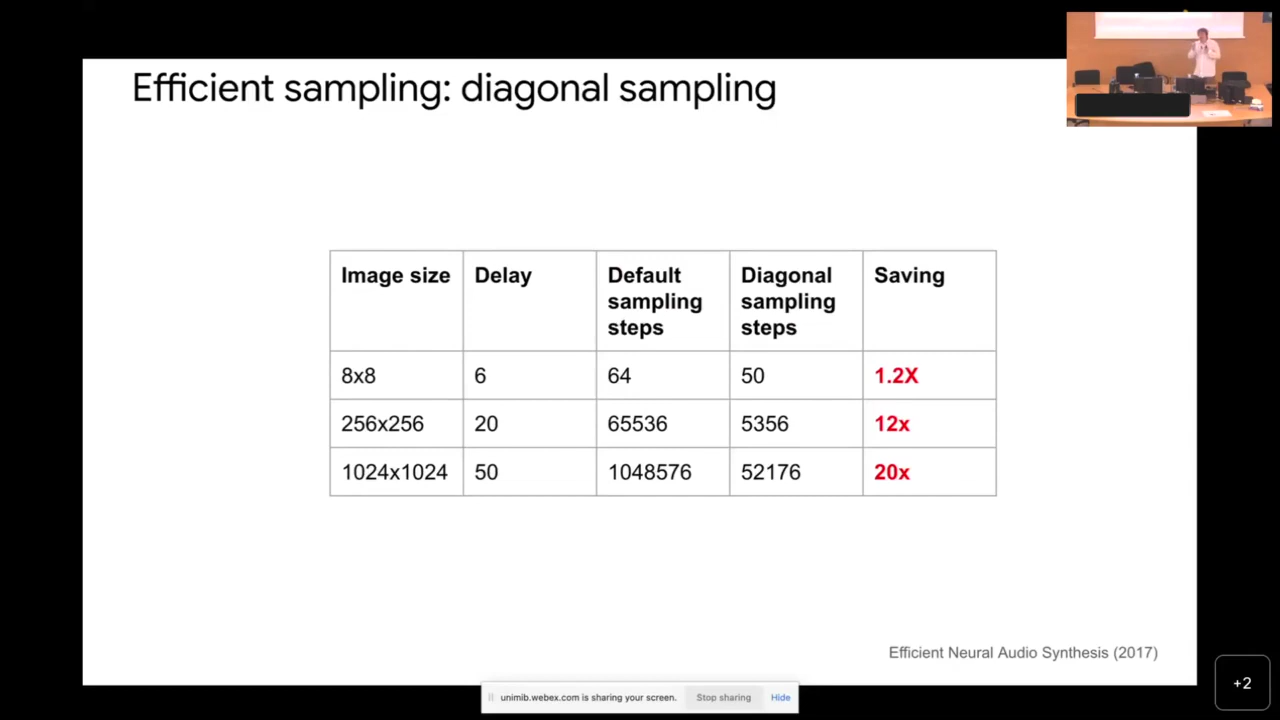 Efficient sampling: diagonal sampling
Image size Delay Default sampling steps Diagonal sampling steps Saving
8x8 6 64 50 1.2X
256x256 20 65536 5356 12x
1024x1024 50 1048576 52176 20x
Efficient Neural Audio Synthesis (2017)
unimib.webex.com is sharing your screen. Stop sharing Hide
+2